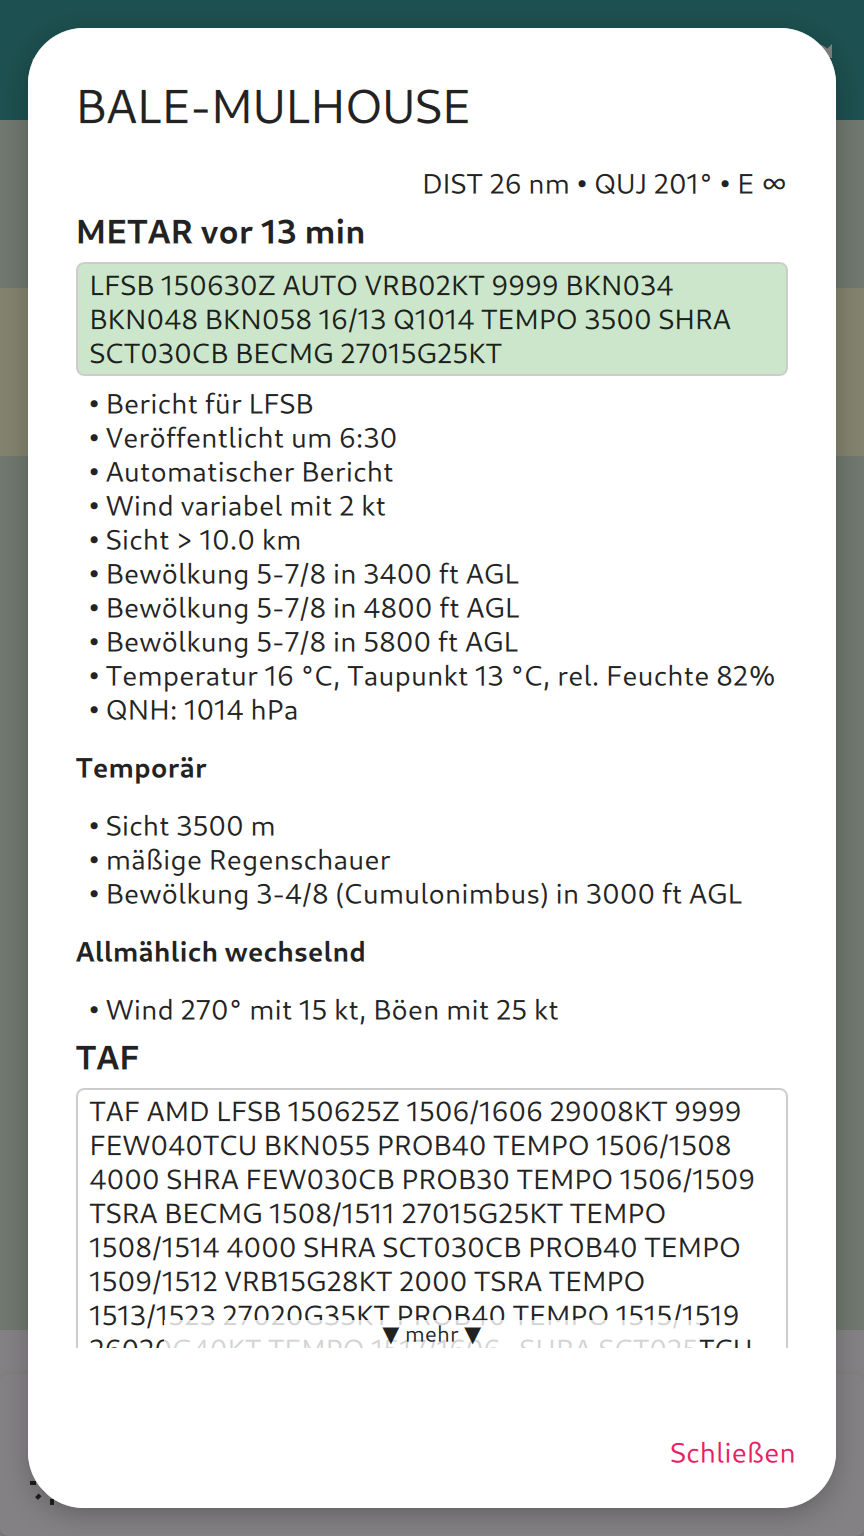 BALE-MULHOUSE
DIST 26 nm • QUJ 201° • E ∞
METAR vor 13 min
LFSB 150630Z AUTO VRB02KT 9999 BKN034
BKN048 BKN058 16/13 Q1014 TEMPO 3500 SHRA
SCT030CB BECMG 27015G25KT
• Bericht für LFSB
• Veröffentlicht um 6:30
• Automatischer Bericht
• Wind variabel mit 2 kt
• Sicht > 10.0 km
• Bewölkung 5-7/8 in 3400 ft AGL
• Bewölkung 5-7/8 in 4800 ft AGL
• Bewölkung 5-7/8 in 5800 ft AGL
• Temperatur 16 °C, Taupunkt 13 °C, rel. Feuchte 82%
• QNH: 1014 hPa
Temporär
• Sicht 3500 m
• mäßige Regenschauer
• Bewölkung 3-4/8 (Cumulonimbus) in 3000 ft AGL
Allmählich wechselnd
• Wind 270° mit 15 kt, Böen mit 25 kt
TAF
TAF AMD LFSB 150625Z 1506/1606 29008KT 9999
FEW040TCU BKN055 PROB40 TEMPO 1506/1508
4000 SHRA FEW030CB PROB30 TEMPO 1506/1509
TSRA BECMG 1508/1511 27015G25KT TEMPO
1508/1514 4000 SHRA SCT030CB PROB40 TEMPO
1509/1512 VRB15G28KT 2000 TSRA TEMPO
1513/1523 27020G35KT PROB40 TEMPO 1515/1519
▼ mehr ▼
Schließen